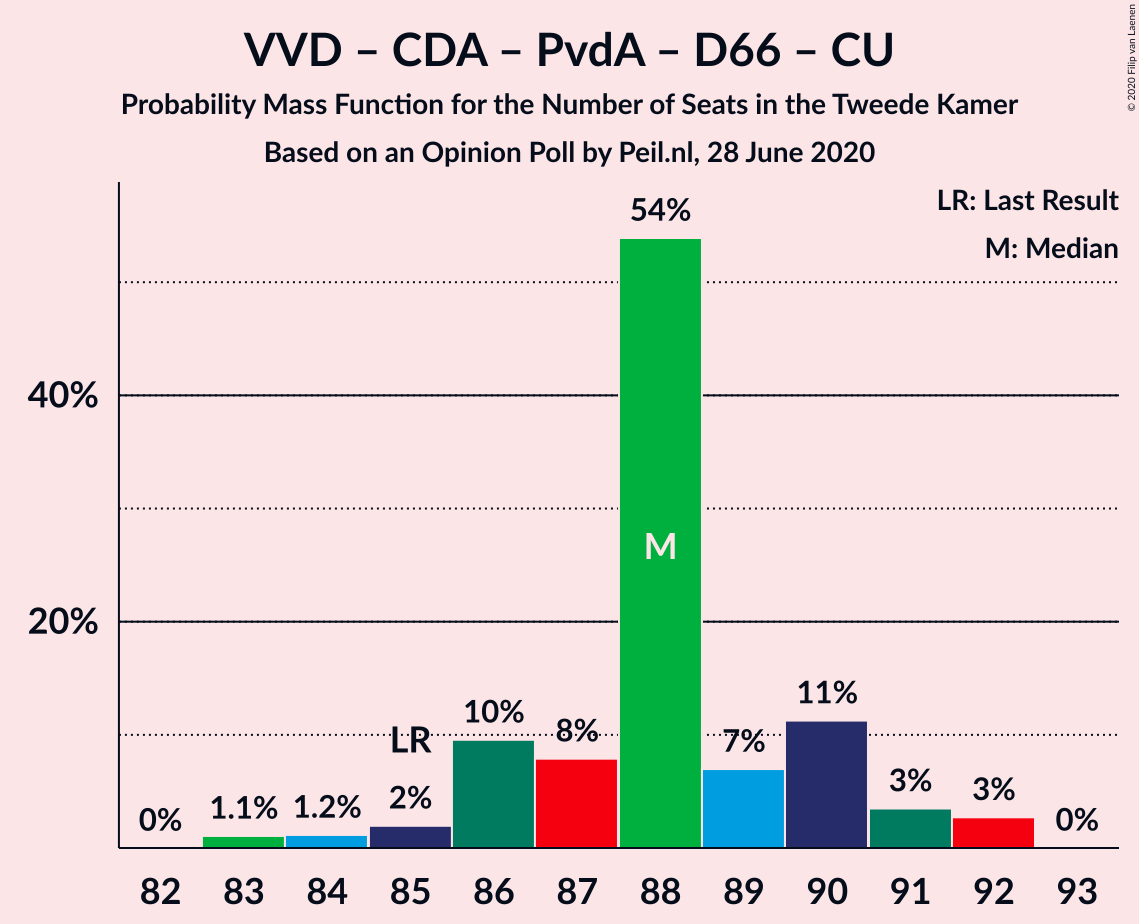 VVD – CDA – PvdA – D66 – CU
Probability Mass Function for the Number of Seats in the Tweede Kamer
Based on an Opinion Poll by Peil.nl, 28 June 2020
© 2020 Filip van Laenen
LR: Last Result
M: Median
54%
40%
M
20%
11%
10%
8%
7%
LR
3%
3%
2%
1.2%
1.1%
0%
0%
82 83 84 85 86 87 88 89 90 91 92 93